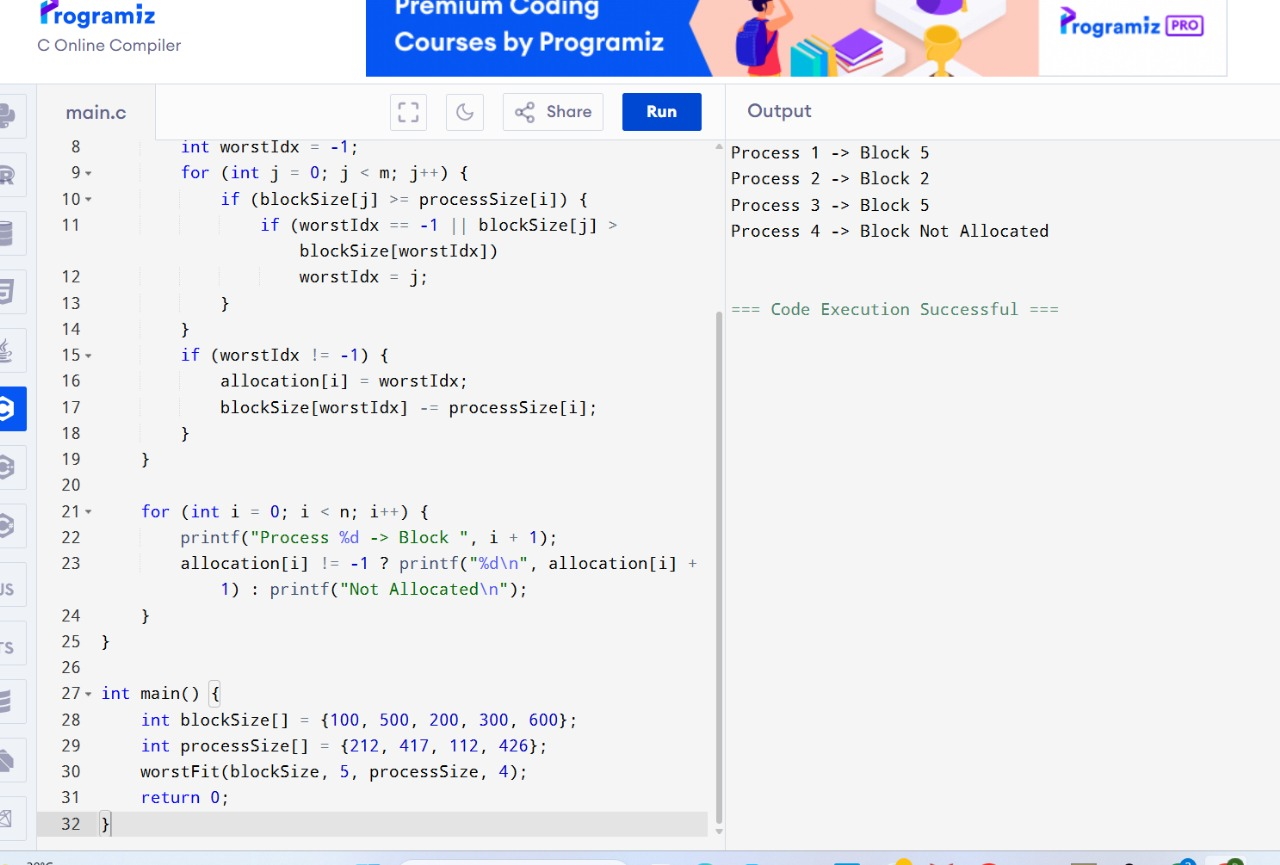 Programiz
C Online Compiler
Premium Coding
Courses by Programiz
Programiz PRO
main.c
Share
Run
Output
8 int worstIdx = -1;
9 for (int j = 0; j < m; j++) {
10 if (blockSize[j] >= processSize[i]) {
11 if (worstIdx == -1 || blockSize[j] >
blockSize[worstIdx])
12 worstIdx = j;
13 }
14 }
15 if (worstIdx != -1) {
16 allocation[i] = worstIdx;
17 blockSize[worstIdx] -= processSize[i];
18 }
19 }
20
21 for (int i = 0; i < n; i++) {
22 printf("Process %d -> Block ", i + 1);
23 allocation[i] != -1 ? printf("%d\n", allocation[i] +
1) : printf("Not Allocated\n");
24 }
25 }
26
27 int main() {
28 int blockSize[] = {100, 500, 200, 300, 600};
29 int processSize[] = {212, 417, 112, 426};
30 worstFit(blockSize, 5, processSize, 4);
31 return 0;
32 }
Process 1 -> Block 5
Process 2 -> Block 2
Process 3 -> Block 5
Process 4 -> Block Not Allocated
=== Code Execution Successful ===